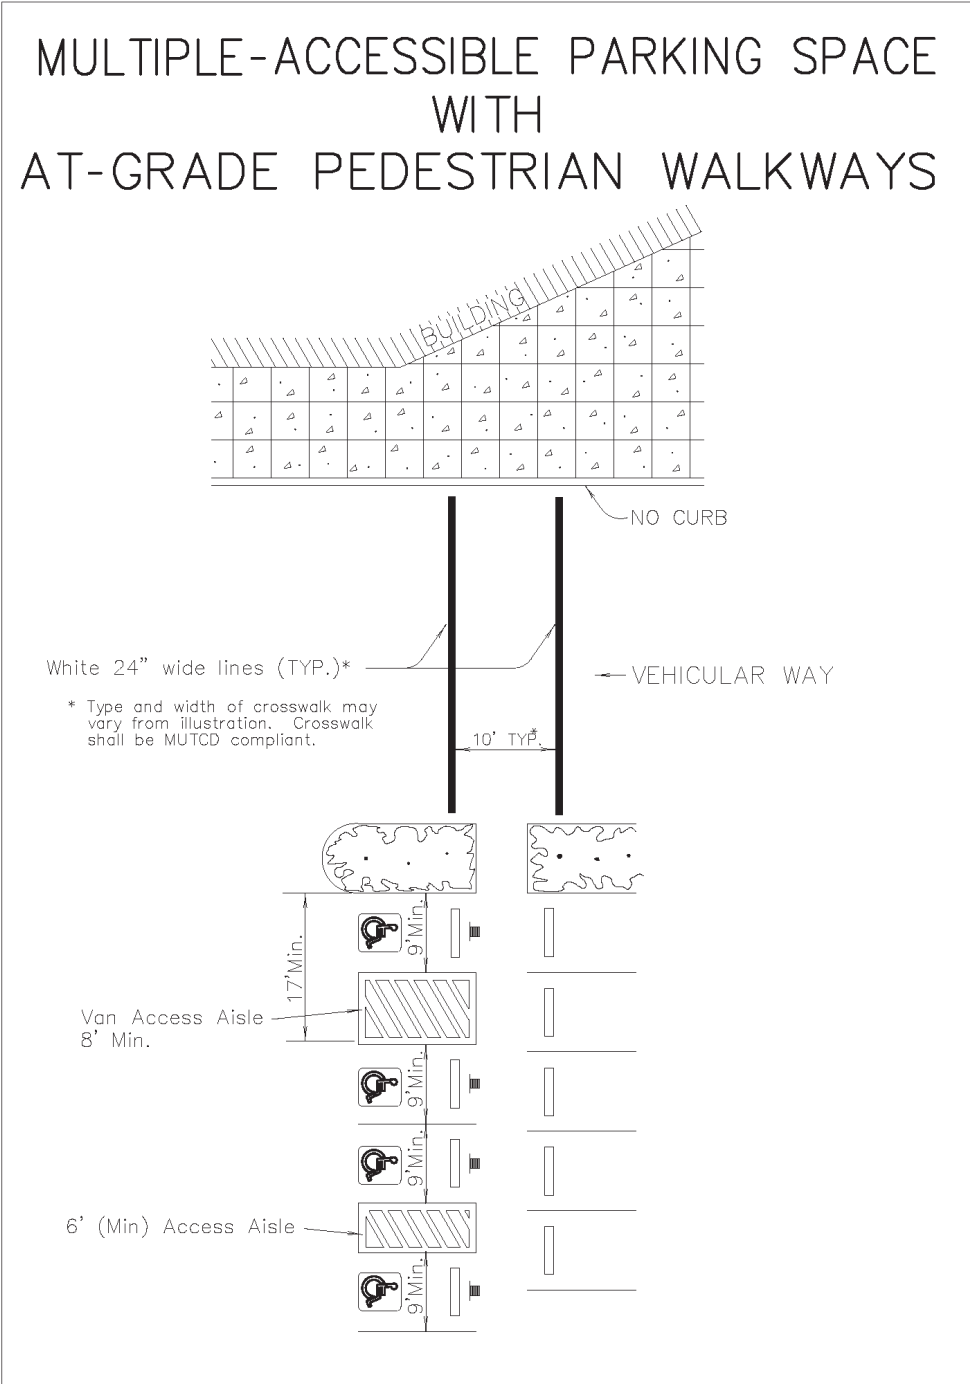 MULTIPLE-ACCESSIBLE PARKING SPACE
WITH
AT-GRADE PEDESTRIAN WALKWAYS
BUILDING
NO CURB
White 24" wide lines (TYP.)*
VEHICULAR WAY
* Type and width of crosswalk may
vary from illustration. Crosswalk
shall be MUTCD compliant.
10' TYP.*
9'Min.
17'Min.
Van Access Aisle
8' Min.
9'Min.
9'Min.
6' (Min) Access Aisle
9'Min.